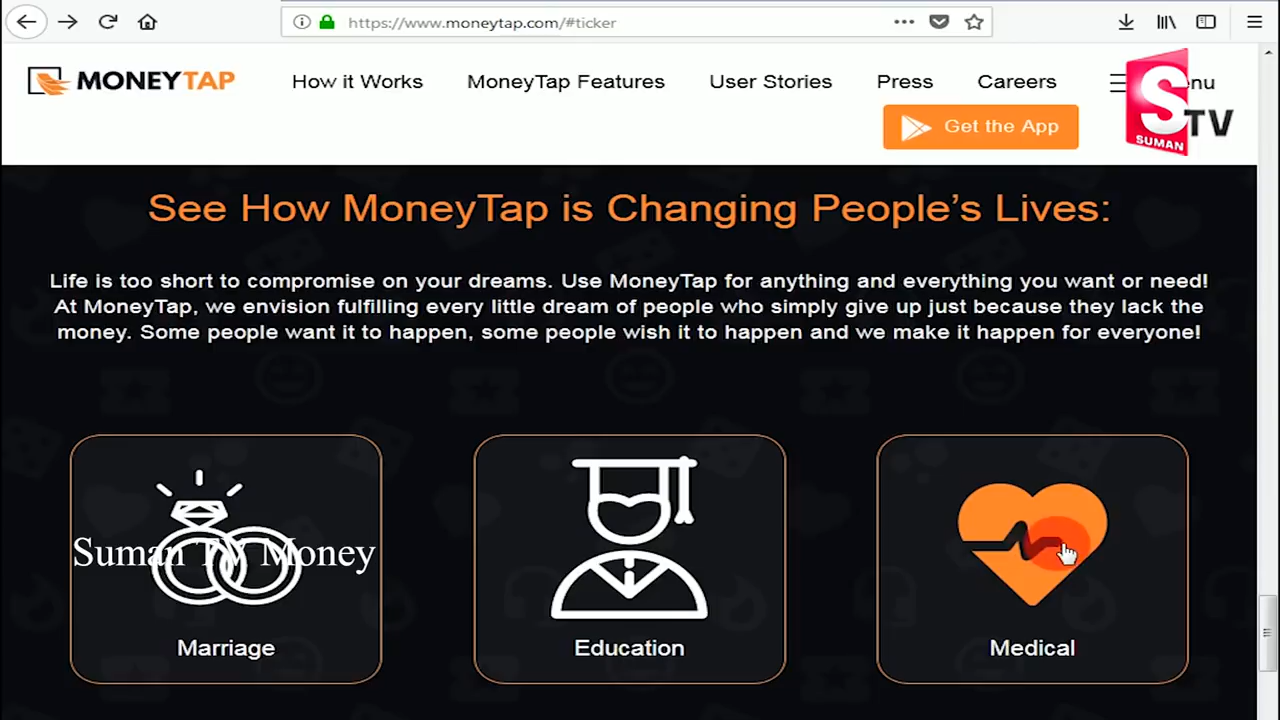 https://www.moneytap.com/#ticker
MONEYTAP
How it Works
MoneyTap Features
User Stories
Press
Careers
Get the App
S
TV
SUMAN
See How MoneyTap is Changing People’s Lives:
Life is too short to compromise on your dreams. Use MoneyTap for anything and everything you want or need!
At MoneyTap, we envision fulfilling every little dream of people who simply give up just because they lack the
money. Some people want it to happen, some people wish it to happen and we make it happen for everyone!
Suman TV Money
Marriage
Education
Medical